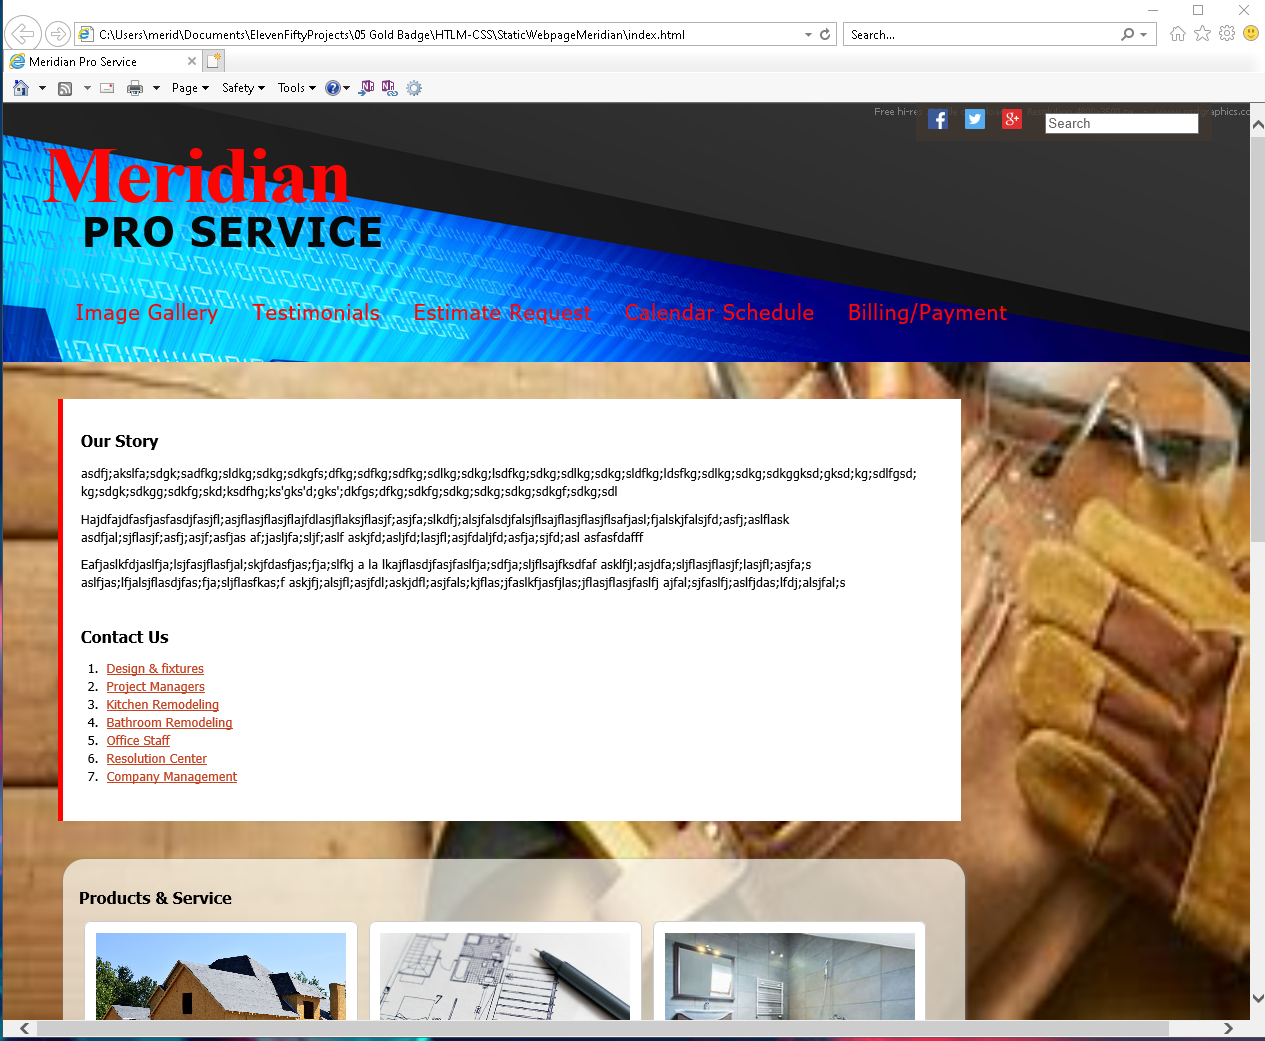 C:\Users\merid\Documents\ElevenFiftyProjects\05 Gold Badge\HTLM-CSS\StaticWebpageMeridian\index.html
Search...
Meridian Pro Service
Page
Safety
Tools
Free hi-res
graphics.co
Search
Meridian
PRO SERVICE
Image Gallery Testimonials Estimate Request Calendar Schedule Billing/Payment
Our Story
asdfj;akslfa;sdgk;sadfkg;sldkg;sdkg;sdkgfs;dfkg;sdfkg;sdfkg;sdlkg;sdkg;lsdfkg;sdkg;sdlkg;sdkg;sldfkg;ldsfkg;sdlkg;sdkg;sdkggksd;gksd;kg;sdlfgsd;
kg;sdgk;sdkgg;sdkfg;skd;ksdfhg;ks'gks'd;gks';dkfgs;dfkg;sdkfg;sdkg;sdkg;sdkg;sdkgf;sdkg;sdl
Hajdfajdfasfjasfasdjfasjfl;asjflasjflasjflajfdlasjflaksjflasjf;asjfa;slkdfj;alsjfalsdjfalsjflsajflasjflasjflsafjasl;fjalskjfalsjfd;asfj;aslflask
asdfjal;sjflasjf;asfj;asjf;asfjas af;jasljfa;sljf;aslf askjfd;asljfd;lasjfl;asjfdaljfd;asfja;sjfd;asl asfasfdafff
Eafjaslkfdjaslfja;lsjfasjflasfjal;skjfdasfjas;fja;slfkj a la lkajflasdjfasjfaslfja;sdfja;sljflsajfksdfaf asklfjl;asjdfa;sljflasjflasjf;lasjfl;asjfa;s
aslfjas;lfjalsjflasdjfas;fja;sljflasfkas;f askjfj;alsjfl;asjfdl;askjdfl;asjfals;kjflas;jfaslkfjasfjlas;jflasjflasjfaslfj ajfal;sjfaslfj;aslfjdas;lfdj;alsjfal;s
Contact Us
1. Design & fixtures
2. Project Managers
3. Kitchen Remodeling
4. Bathroom Remodeling
5. Office Staff
6. Resolution Center
7. Company Management
Products & Service